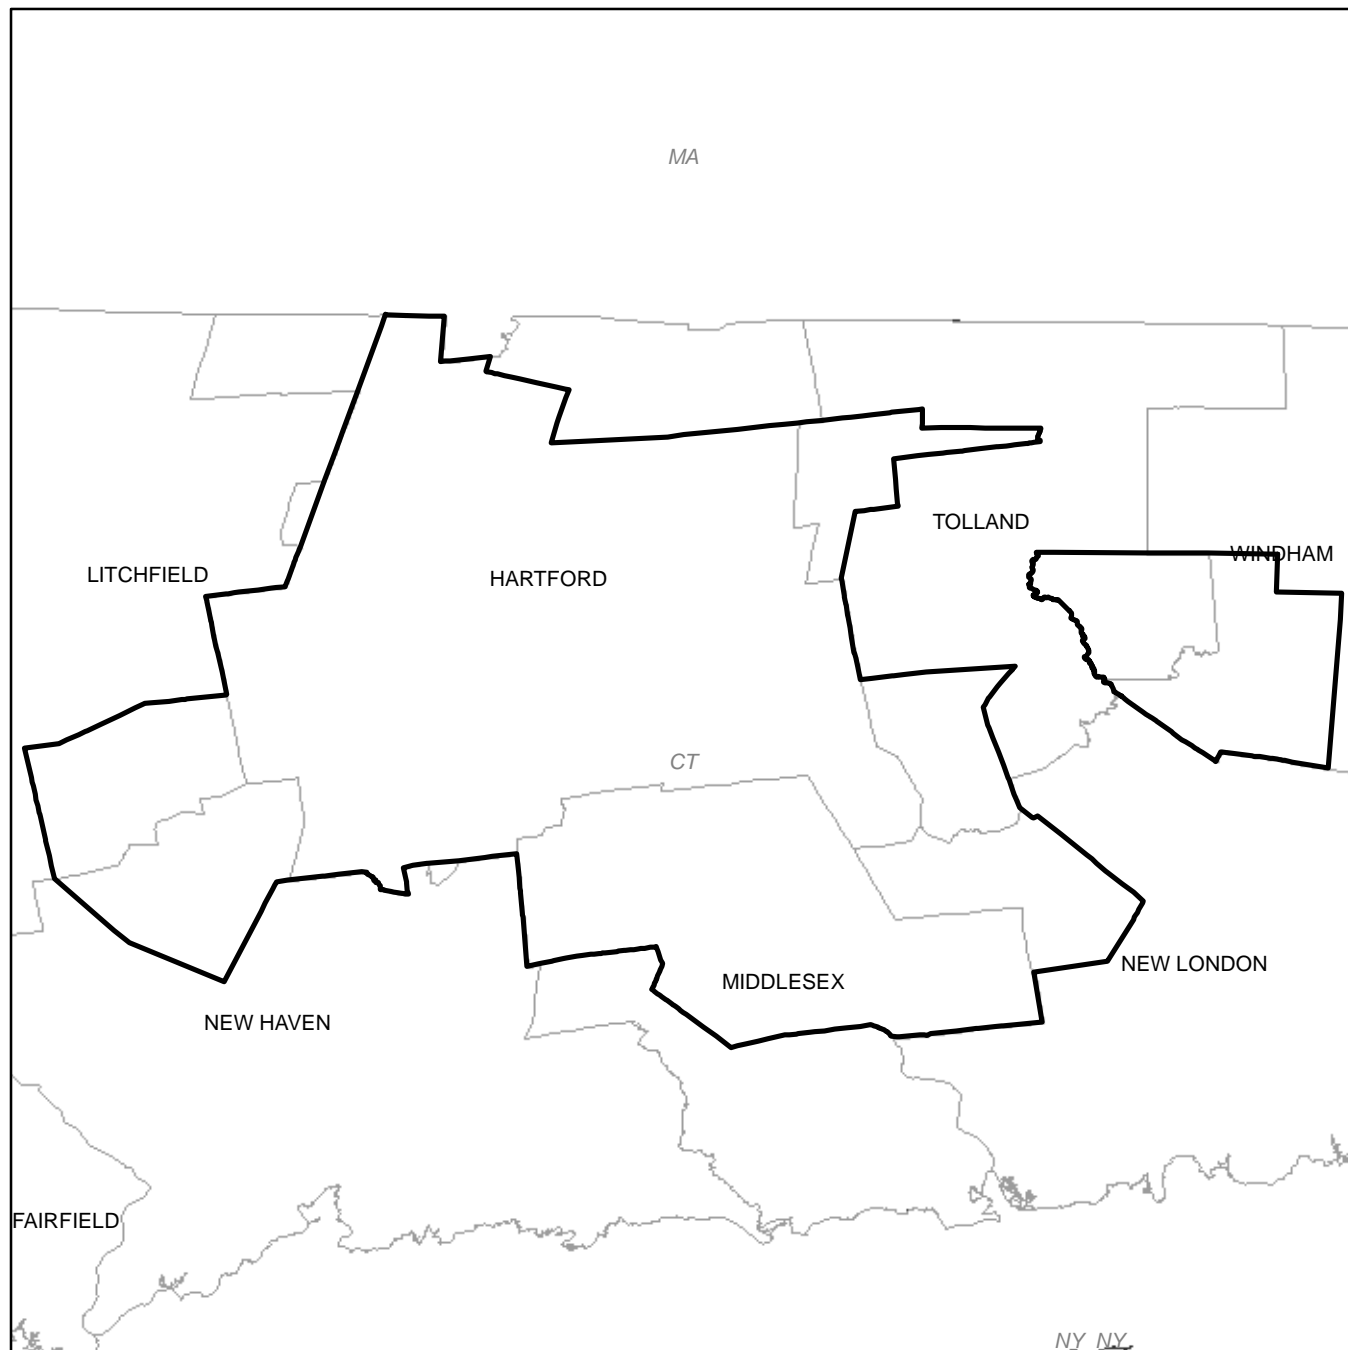 MA
TOLLAND
WINDHAM
LITCHFIELD
HARTFORD
CT
NEW LONDON
MIDDLESEX
NEW HAVEN
FAIRFIELD
NY NY